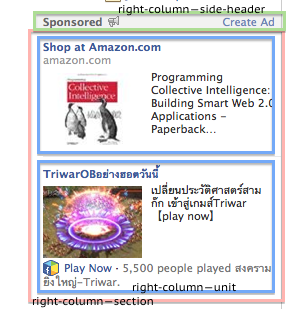 right-column-side-header
Sponsored Create Ad
Shop at Amazon.com
amazon.com
Collective
Intelligence
Programming
Collective Intelligence:
Building Smart Web 2.0
Applications -
Paperback...
TriwarOBอย่างฮอตวันนี้
เปลี่ยนประวัติศาสตร์สาม
ก๊ก เข้าสู่เกมส์Triwar
【play now】
Play Now · 5,500 people played สงคราม
ยิ่งใหญ่-Triwar.
right-column-unit
right-column-section